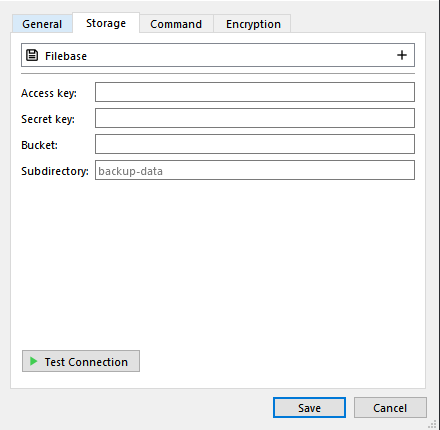 General Storage Command Encryption
Filebase +
Access key:
Secret key:
Bucket:
Subdirectory: backup-data
Test Connection
Save Cancel